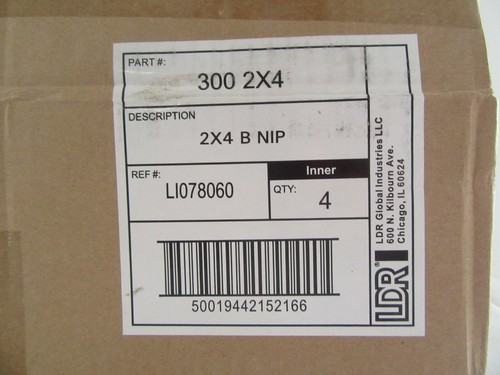 PART #:
300 2X4
DESCRIPTION
2X4 B NIP
REF #:
LI078060
Inner
QTY:
4
50019442152166
LDR Global Industries LLC
600 N. Kilbourn Ave.
Chicago, IL 60624
LDR®